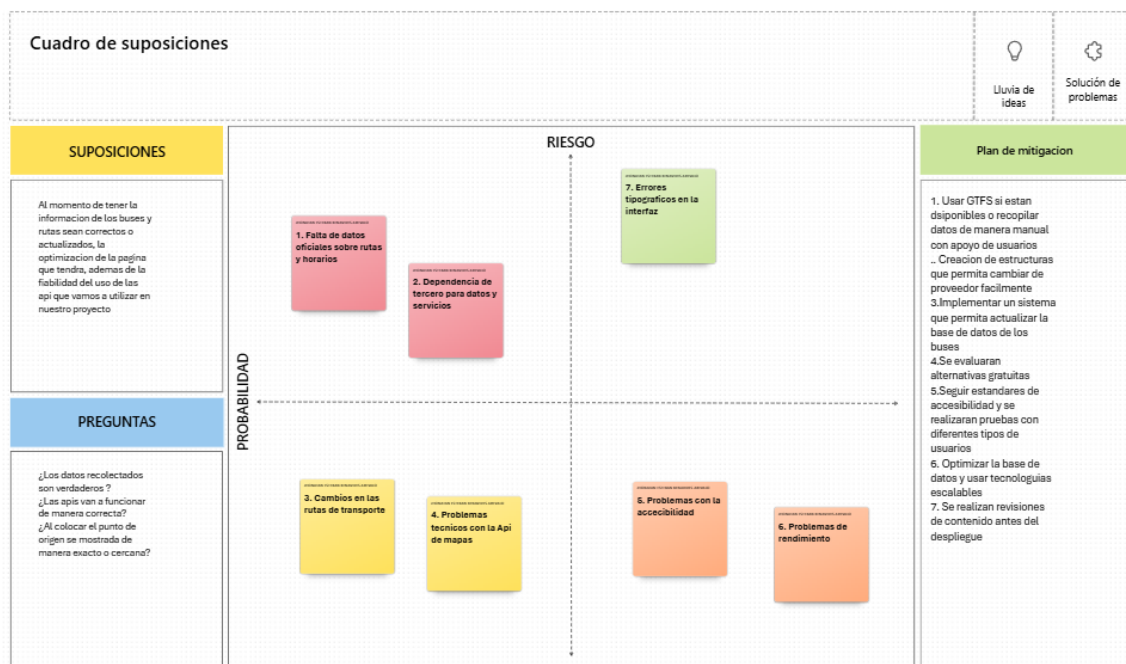 Cuadro de suposiciones
Lluvia de
ideas
Solución de
problemas
SUPOSICIONES
Al momento de tener la
informacion de los buses y
rutas sean correctos o
actualizados, la
optimizacion de la pagina
que tendra, ademas de la
fiabilidad del uso de las
api que vamos a utilizar en
nuestro proyecto
PREGUNTAS
¿Los datos recolectados
son verdaderos ?
¿Las apis van a funcionar
de manera correcta?
¿Al colocar el punto de
origen se mostrada de
manera exacto o cercana?
RIESGO
PROBABILIDAD
1. Falta de datos
oficiales sobre rutas
y horarios
2. Dependencia de
tercero para datos y
servicios
7. Errores
tipograficos en la
interfaz
3. Cambios en las
rutas de transporte
4. Problemas
tecnicos con la Api
de mapas
5. Problemas con la
accecibilidad
6. Problemas de
rendimiento
Plan de mitigacion
1. Usar GTFS si estan
dsiponibles o recopilar
datos de manera manual
con apoyo de usuarios
.. Creacion de estructuras
que permita cambiar de
proveedor facilmente
3.Implementar un sistema
que permita actualizar la
base de datos de los
buses
4.Se evaluaran
alternativas gratuitas
5.Seguir estandares de
accesibilidad y se
realizaran pruebas con
diferentes tipos de
usuarios
6. Optimizar la base de
datos y usar tecnologuias
escalables
7. Se realizan revisiones
de contenido antes del
despliegue